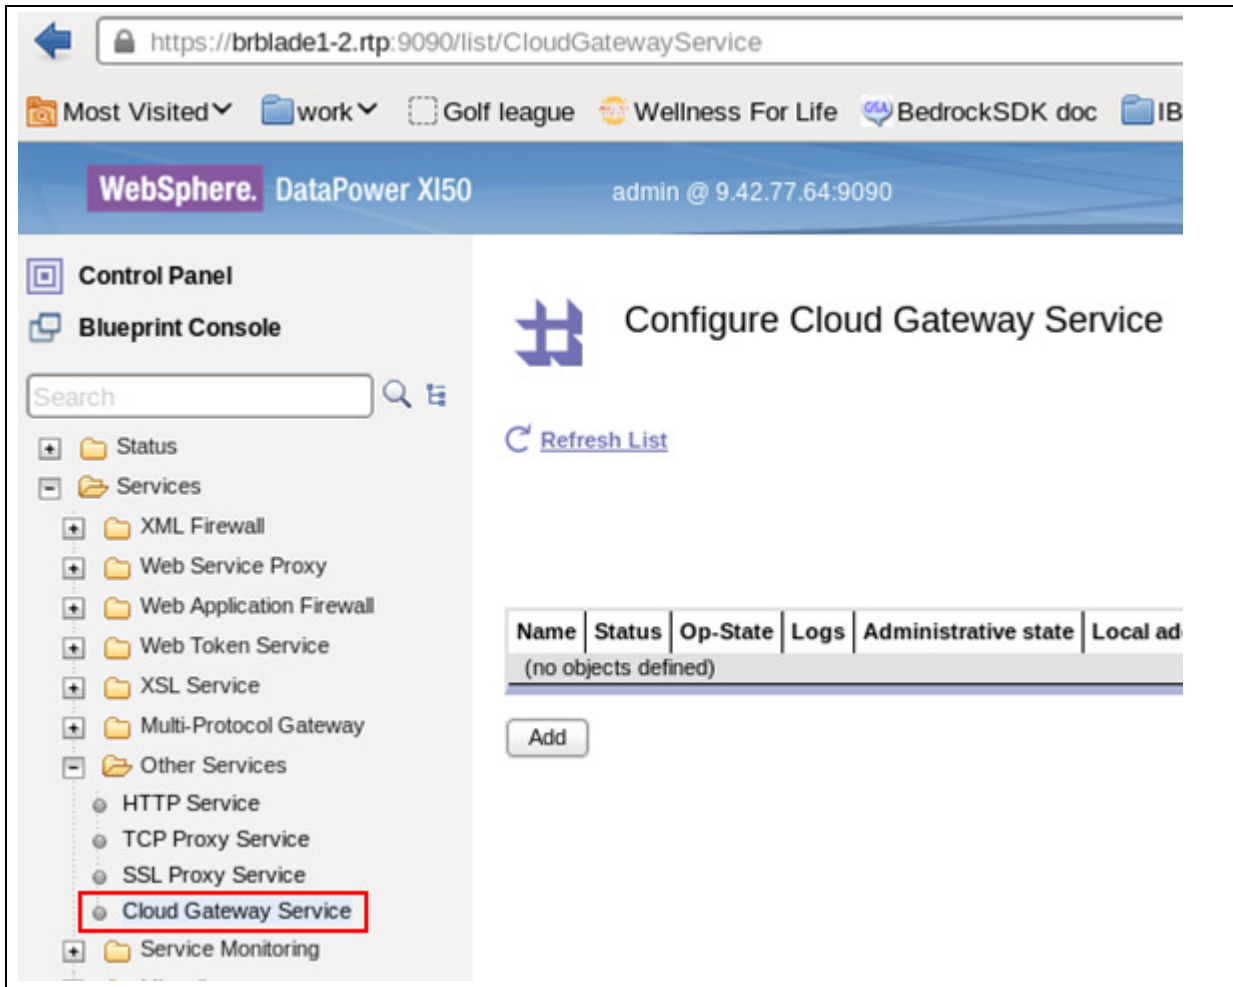 https://brblade1-2.rtp:9090/list/CloudGatewayService
Most Visited work Golf league Wellness For Life GSA BedrockSDK doc IB
WebSphere. DataPower XI50 admin @ 9.42.77.64:9090
Control Panel
Blueprint Console
Search
Status
Services
XML Firewall
Web Service Proxy
Web Application Firewall
Web Token Service
XSL Service
Multi-Protocol Gateway
Other Services
HTTP Service
TCP Proxy Service
SSL Proxy Service
Cloud Gateway Service
Service Monitoring
Configure Cloud Gateway Service
Refresh List
Name Status Op-State Logs Administrative state Local ad
(no objects defined)
Add